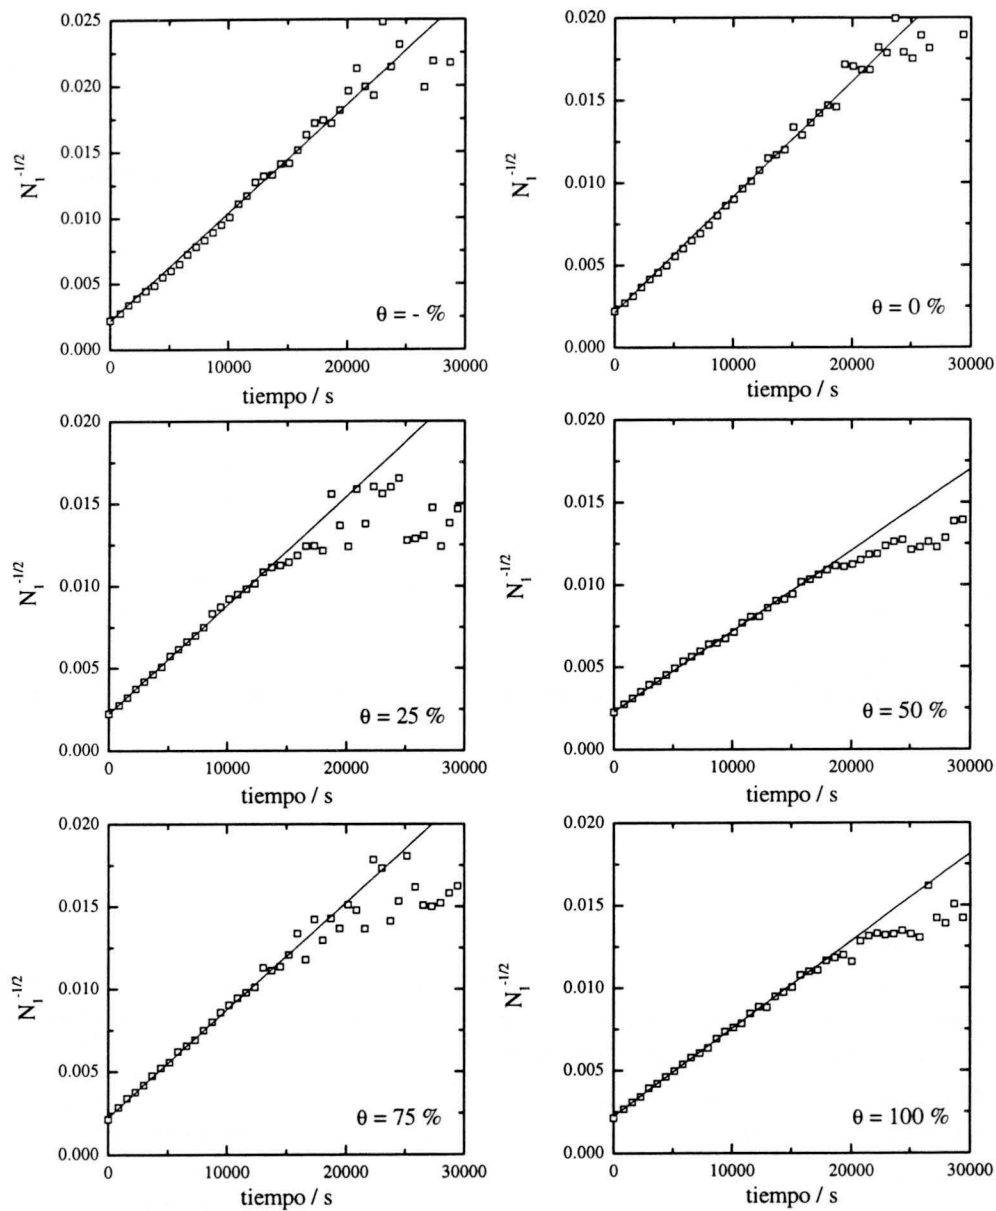 0.025
0.020
0.015
0.010
0.005
0.000
N₁⁻¹/²
θ = - %
0 10000 20000 30000
tiempo / s
0.020
0.015
0.010
0.005
0.000
N₁⁻¹/²
θ = 0 %
0 10000 20000 30000
tiempo / s
0.020
0.015
0.010
0.005
0.000
N₁⁻¹/²
θ = 25 %
0 10000 20000 30000
tiempo / s
0.020
0.015
0.010
0.005
0.000
N₁⁻¹/²
θ = 50 %
0 10000 20000 30000
tiempo / s
0.020
0.015
0.010
0.005
0.000
N₁⁻¹/²
θ = 75 %
0 10000 20000 30000
tiempo / s
0.020
0.015
0.010
0.005
0.000
N₁⁻¹/²
θ = 100 %
0 10000 20000 30000
tiempo / s